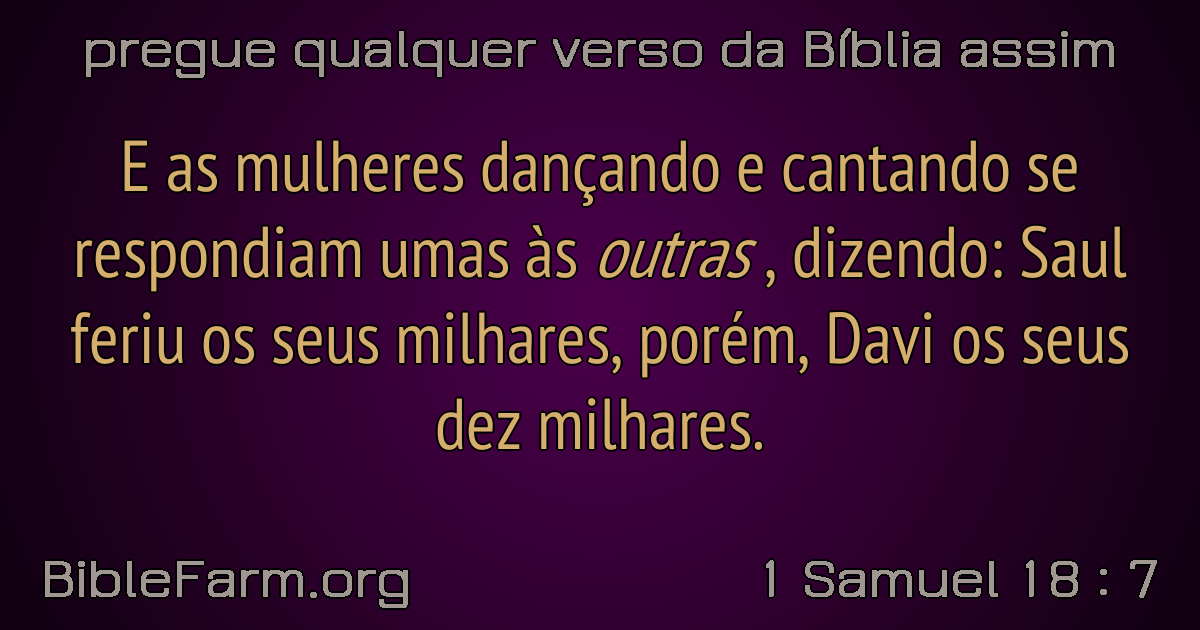 pregue qualquer verso da Bíblia assim
E as mulheres dançando e cantando se
respondiam umas às outras , dizendo: Saul
feriu os seus milhares, porém, Davi os seus
dez milhares.
BibleFarm.org
1 Samuel 18 : 7